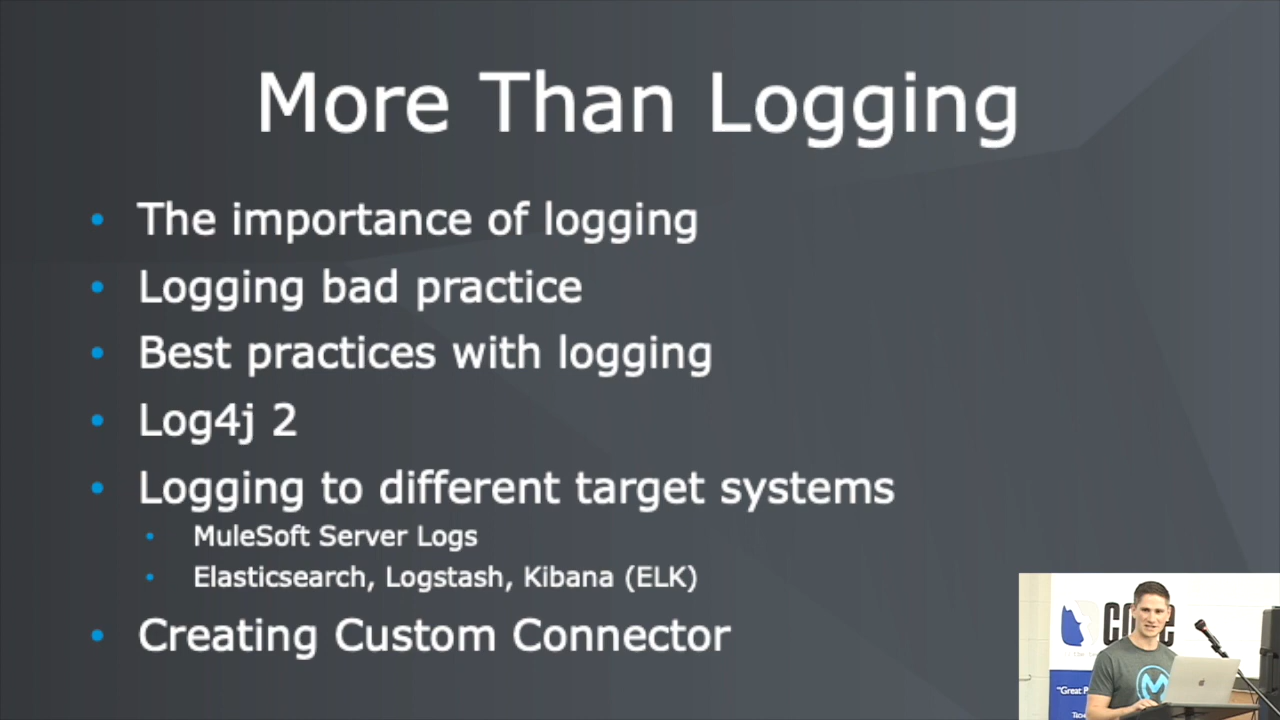 More Than Logging
The importance of logging
Logging bad practice
Best practices with logging
Log4j 2
Logging to different target systems
MuleSoft Server Logs
Elasticsearch, Logstash, Kibana (ELK)
Creating Custom Connector
"Great P